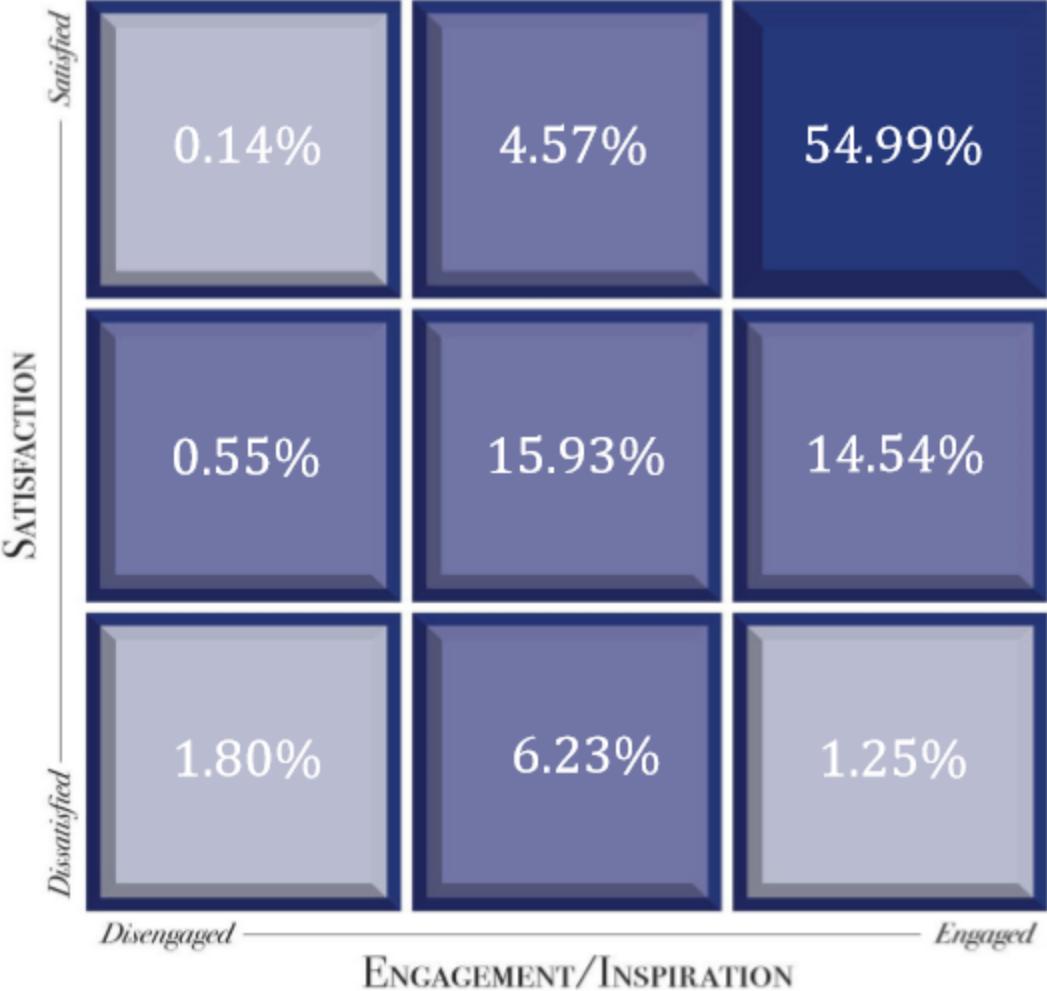 Satisfied
0.14% 4.57% 54.99%
SATISFACTION
0.55% 15.93% 14.54%
1.80% 6.23% 1.25%
Dissatisfied
Disengaged Engaged
ENGAGEMENT/INSPIRATION